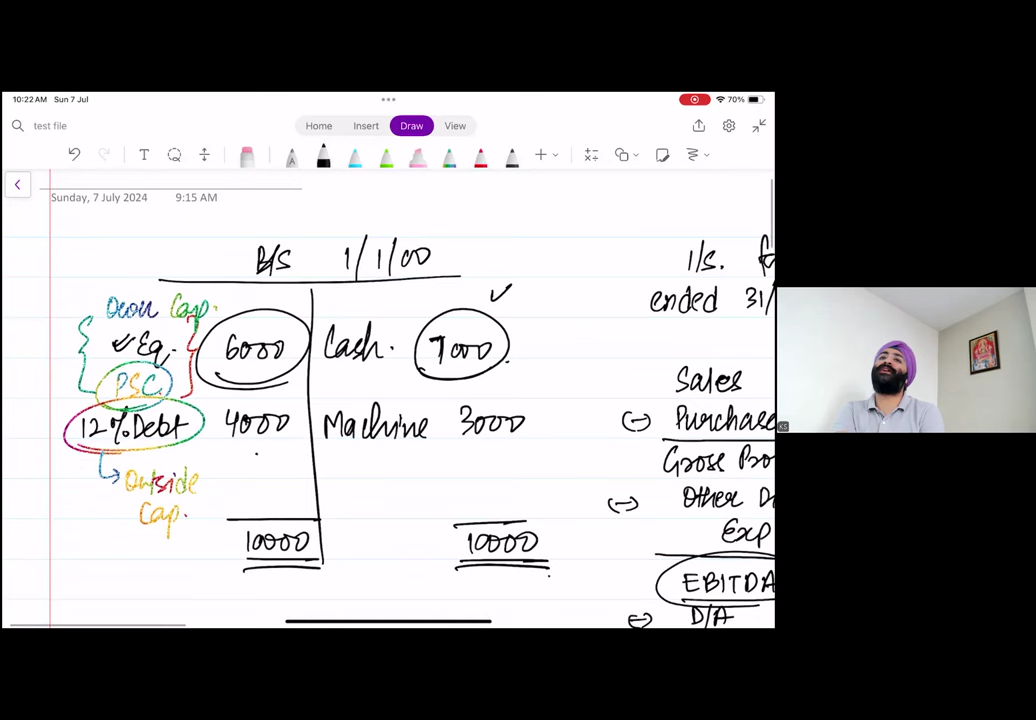 10:22 AM Sun 7 Jul
70%
test file
Home Insert Draw View
Sunday, 7 July 2024 9:15 AM
B/S 1/1/00
I/S.
ended 31/
Own Cap.
Eq. 6000 Cash. 7000
PSC.
12% Debt 4000 Machine 3000
Outside
Cap.
10000 10000
Sales
(-) Purchase
Gross Pro
(-) Other D
Exp
EBITDA
(-) D/A
KS